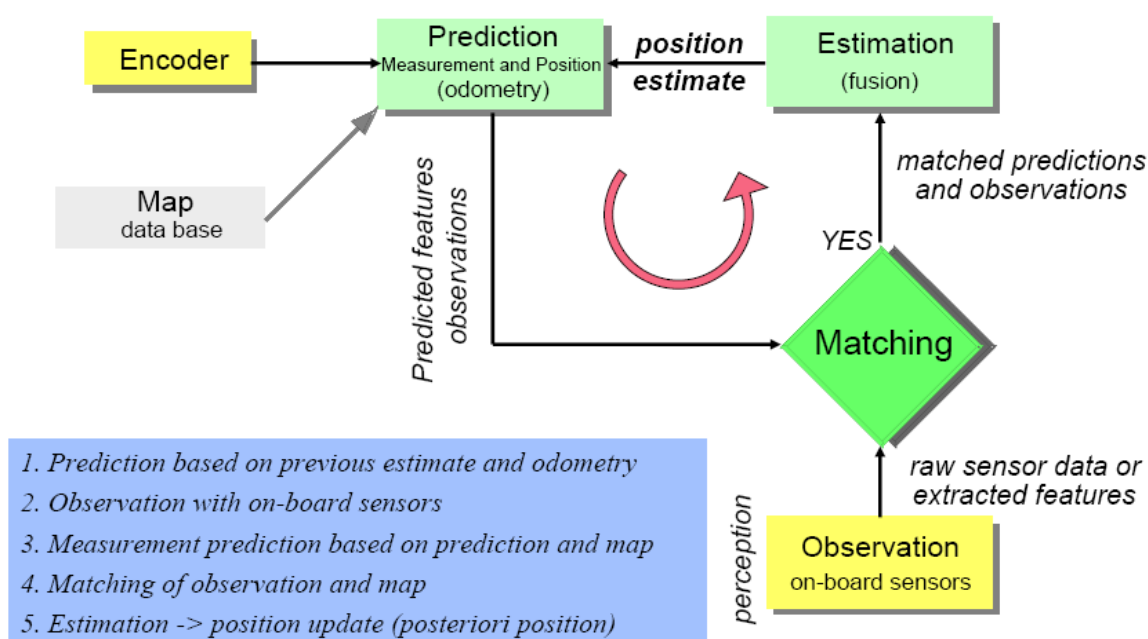 Encoder
Prediction
Measurement and Position
(odometry)
position
estimate
Estimation
(fusion)
Map
data base
Predicted features
observations
matched predictions
and observations
YES
Matching
raw sensor data or
extracted features
perception
Observation
on-board sensors
1. Prediction based on previous estimate and odometry
2. Observation with on-board sensors
3. Measurement prediction based on prediction and map
4. Matching of observation and map
5. Estimation -> position update (posteriori position)